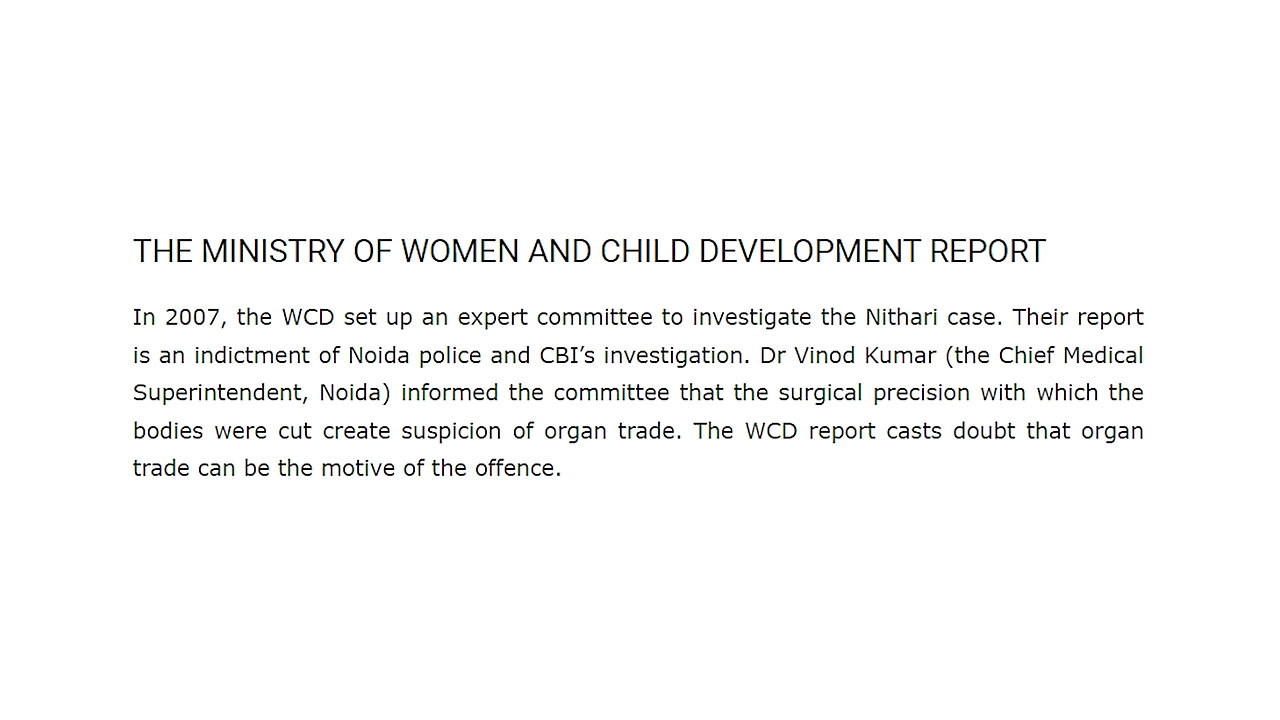 THE MINISTRY OF WOMEN AND CHILD DEVELOPMENT REPORT
In 2007, the WCD set up an expert committee to investigate the Nithari case. Their report
is an indictment of Noida police and CBI’s investigation. Dr Vinod Kumar (the Chief Medical
Superintendent, Noida) informed the committee that the surgical precision with which the
bodies were cut create suspicion of organ trade. The WCD report casts doubt that organ
trade can be the motive of the offence.